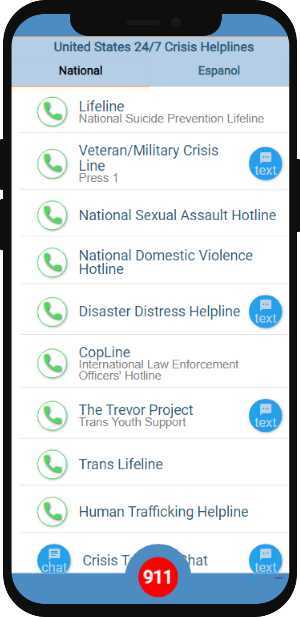 United States 24/7 Crisis Helplines
National Espanol
Lifeline
National Suicide Prevention Lifeline
Veteran/Military Crisis
Line
Press 1
text
National Sexual Assault Hotline
National Domestic Violence
Hotline
Disaster Distress Helpline
text
CopLine
International Law Enforcement
Officers' Hotline
The Trevor Project
Trans Youth Support
text
Trans Lifeline
Human Trafficking Helpline
chat
Crisis hat
text
911